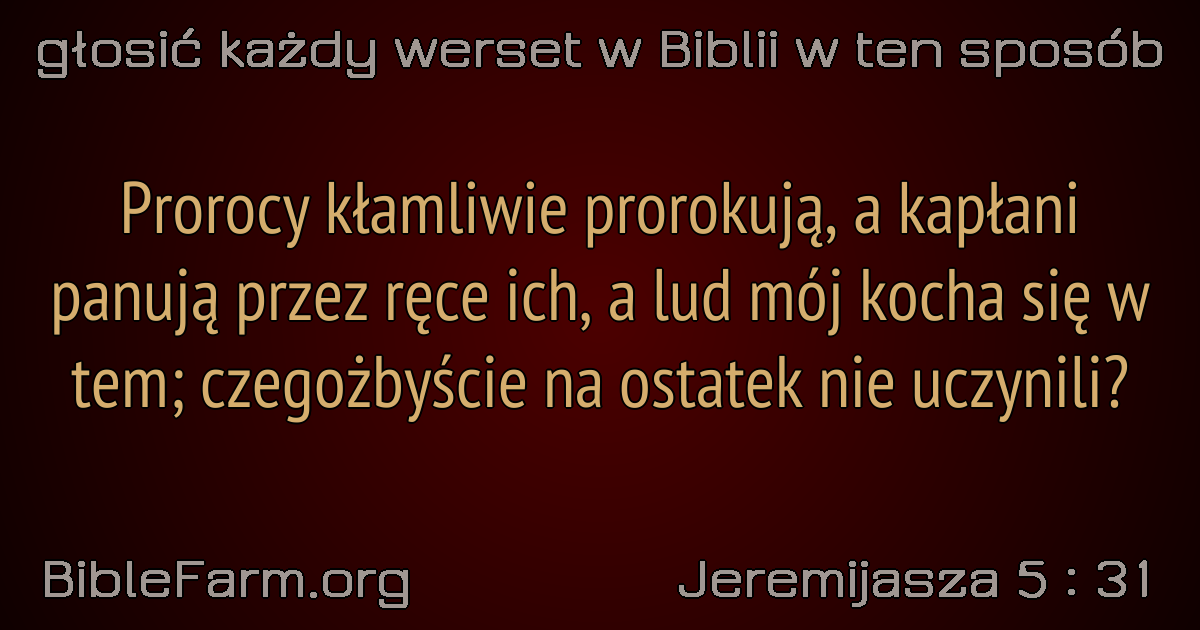 głosić każdy werset w Biblii w ten sposób
Prorocy kłamliwie prorokują, a kapłani
panują przez ręce ich, a lud mój kocha się w
tem; czegożbyście na ostatek nie uczynili?
BibleFarm.org
Jeremijasza 5 : 31